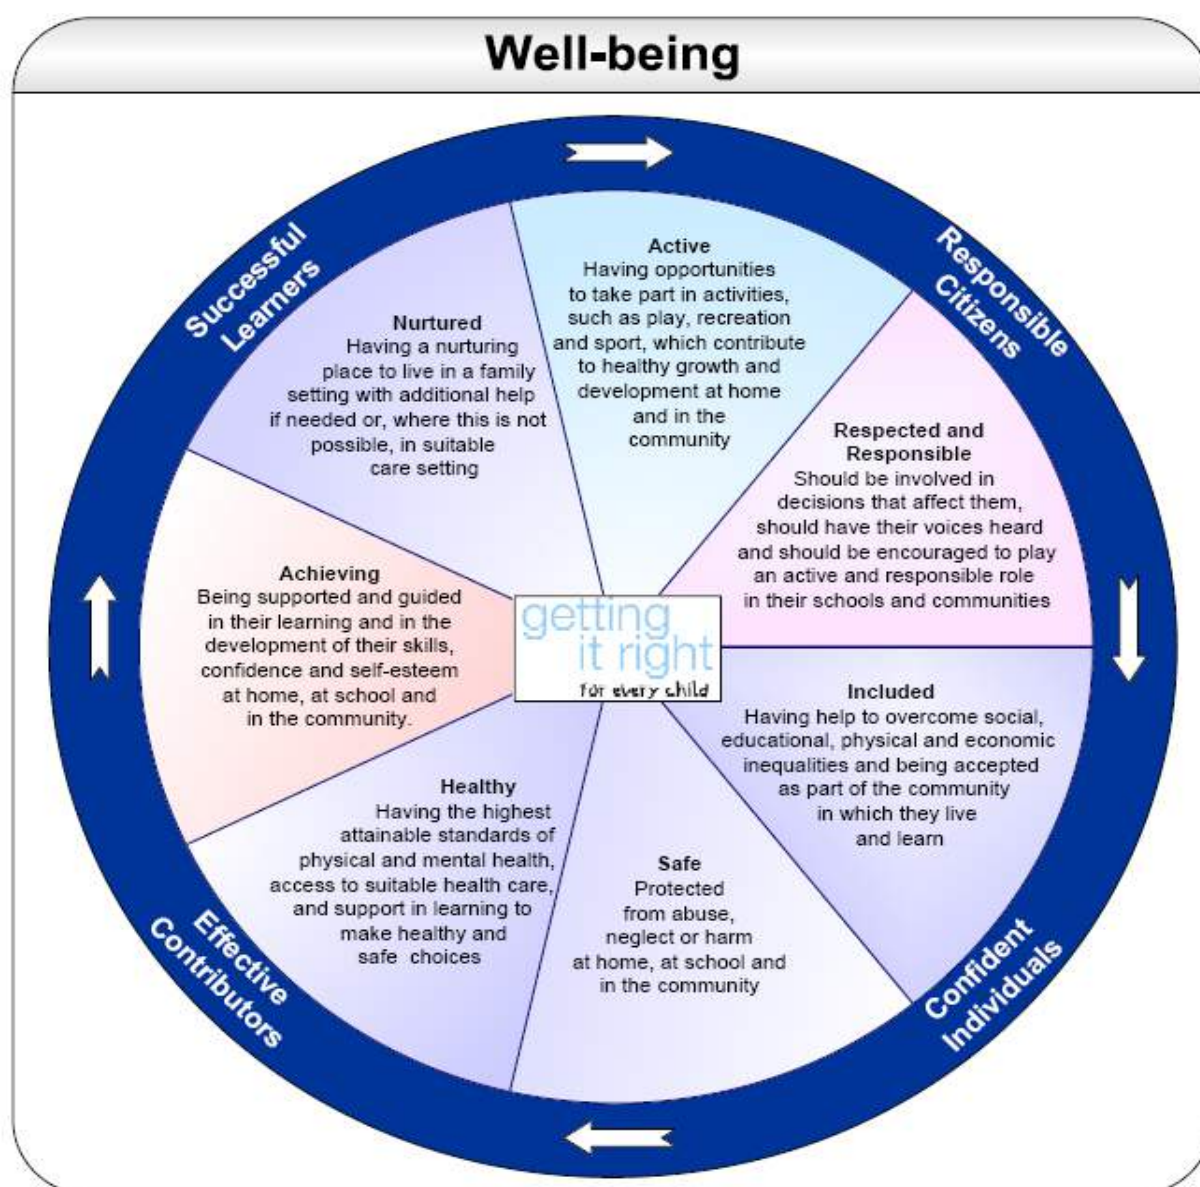 Well-being
Successful
Learners
Responsible
Citizens
Active
Having opportunities
to take part in activities,
such as play, recreation
and sport, which contribute
to healthy growth and
development at home
and in the
community
Nurtured
Having a nurturing
place to live in a family
setting with additional help
if needed or, where this is not
possible, in suitable
care setting
Respected and
Responsible
Should be involved in
decisions that affect them,
should have their voices heard
and should be encouraged to play
an active and responsible role
in their schools and communities
Achieving
Being supported and guided
in their learning and in the
development of their skills,
confidence and self-esteem
at home, at school and
in the community.
getting
it right
for every child
Included
Having help to overcome social,
educational, physical and economic
inequalities and being accepted
as part of the community
in which they live
and learn
Healthy
Having the highest
attainable standards of
physical and mental health,
access to suitable health care,
and support in learning to
make healthy and
safe choices
Safe
Protected
from abuse,
neglect or harm
at home, at school and
in the community
Effective
Contributors
Confident
Individuals